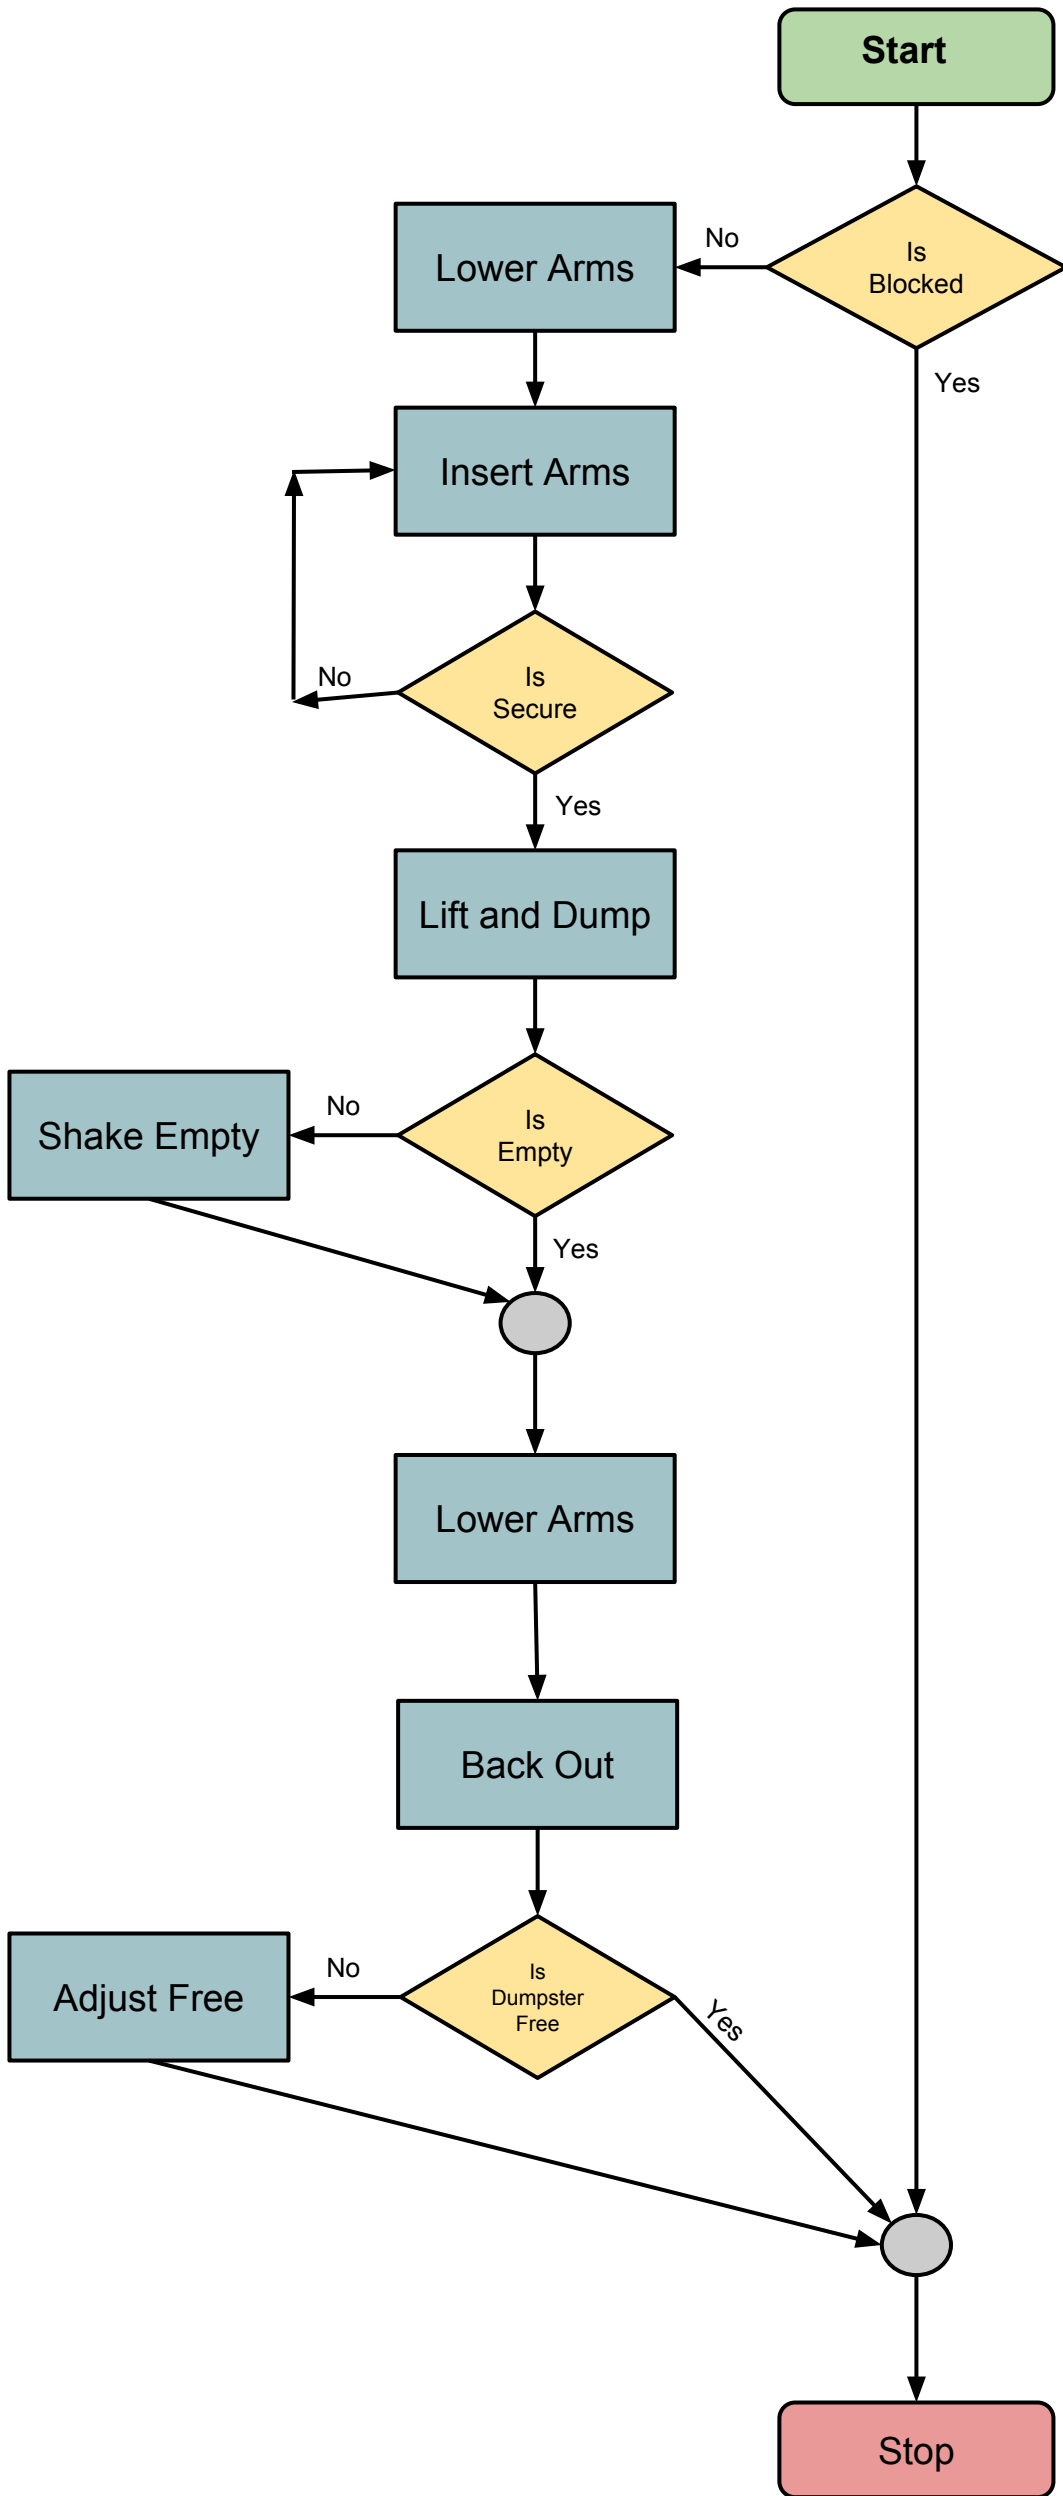 Start
Is
Blocked
No
Yes
Lower Arms
Insert Arms
Is
Secure
No
Yes
Lift and Dump
Is
Empty
No
Yes
Shake Empty
Lower Arms
Back Out
Is
Dumpster
Free
No
Yes
Adjust Free
Stop